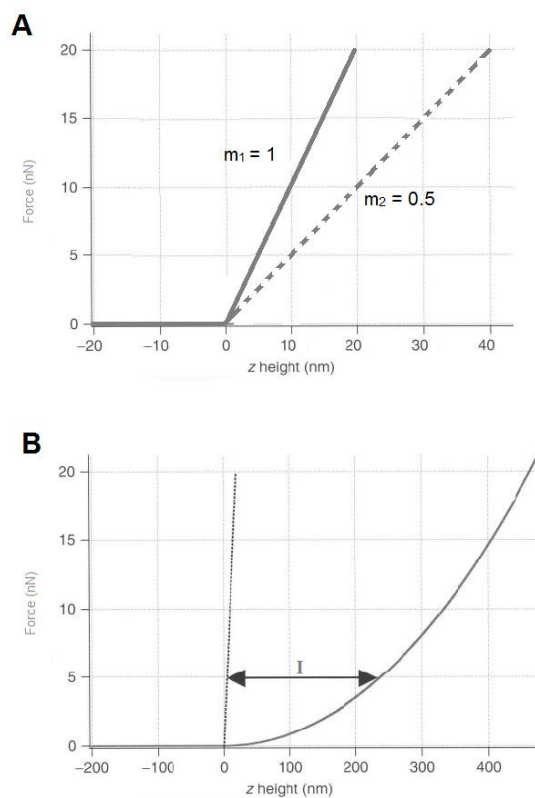 A
20
15
10
5
0
Force (nN)
m₁ = 1
m₂ = 0.5
−20 −10 0 10 20 30 40
z height (nm)
B
20
15
10
5
0
Force (nN)
I
−200 −100 0 100 200 300 400
z height (nm)